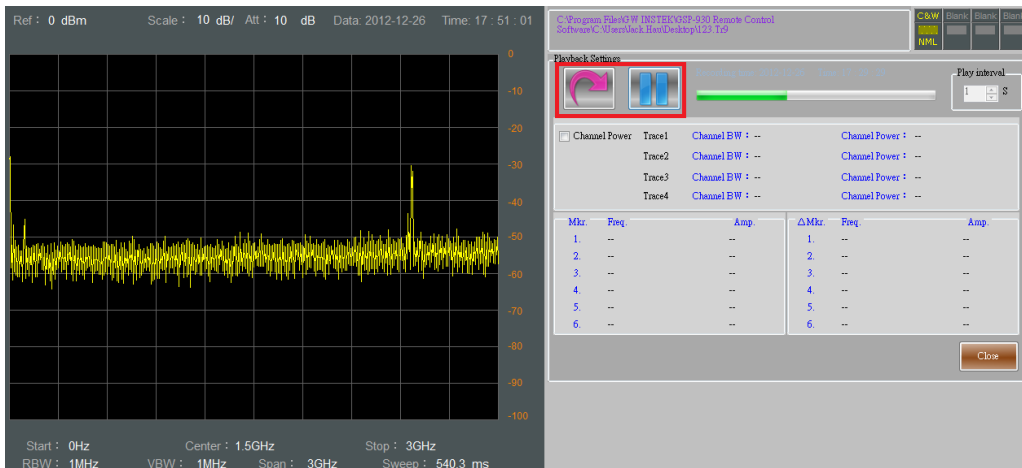 Ref : 0 dBm Scale : 10 dB/ Att : 10 dB Data: 2012-12-26 Time: 17 : 51 : 01
0
-10
-20
-30
-40
-50
-60
-70
-80
-90
-100
Start : 0Hz Center : 1.5GHz Stop : 3GHz
RBW : 1MHz VBW : 1MHz Span : 3GHz Sweep : 540.3 ms
C:\Program Files\GW INSTEK\GSP-930 Remote Control
Software\C:\Users\Jack.Han\Desktop\123.Tr9
C&W Blank Blank Blan
NML
Playback Settings
Play interval
1 S
Channel Power Trace1 Channel BW : -- Channel Power : --
Trace2 Channel BW : -- Channel Power : --
Trace3 Channel BW : -- Channel Power : --
Trace4 Channel BW : -- Channel Power : --
Mkr. Freq. Amp. △Mkr. Freq. Amp.
1. -- -- 1. -- --
2. -- -- 2. -- --
3. -- -- 3. -- --
4. -- -- 4. -- --
5. -- -- 5. -- --
6. -- -- 6. -- --
Close